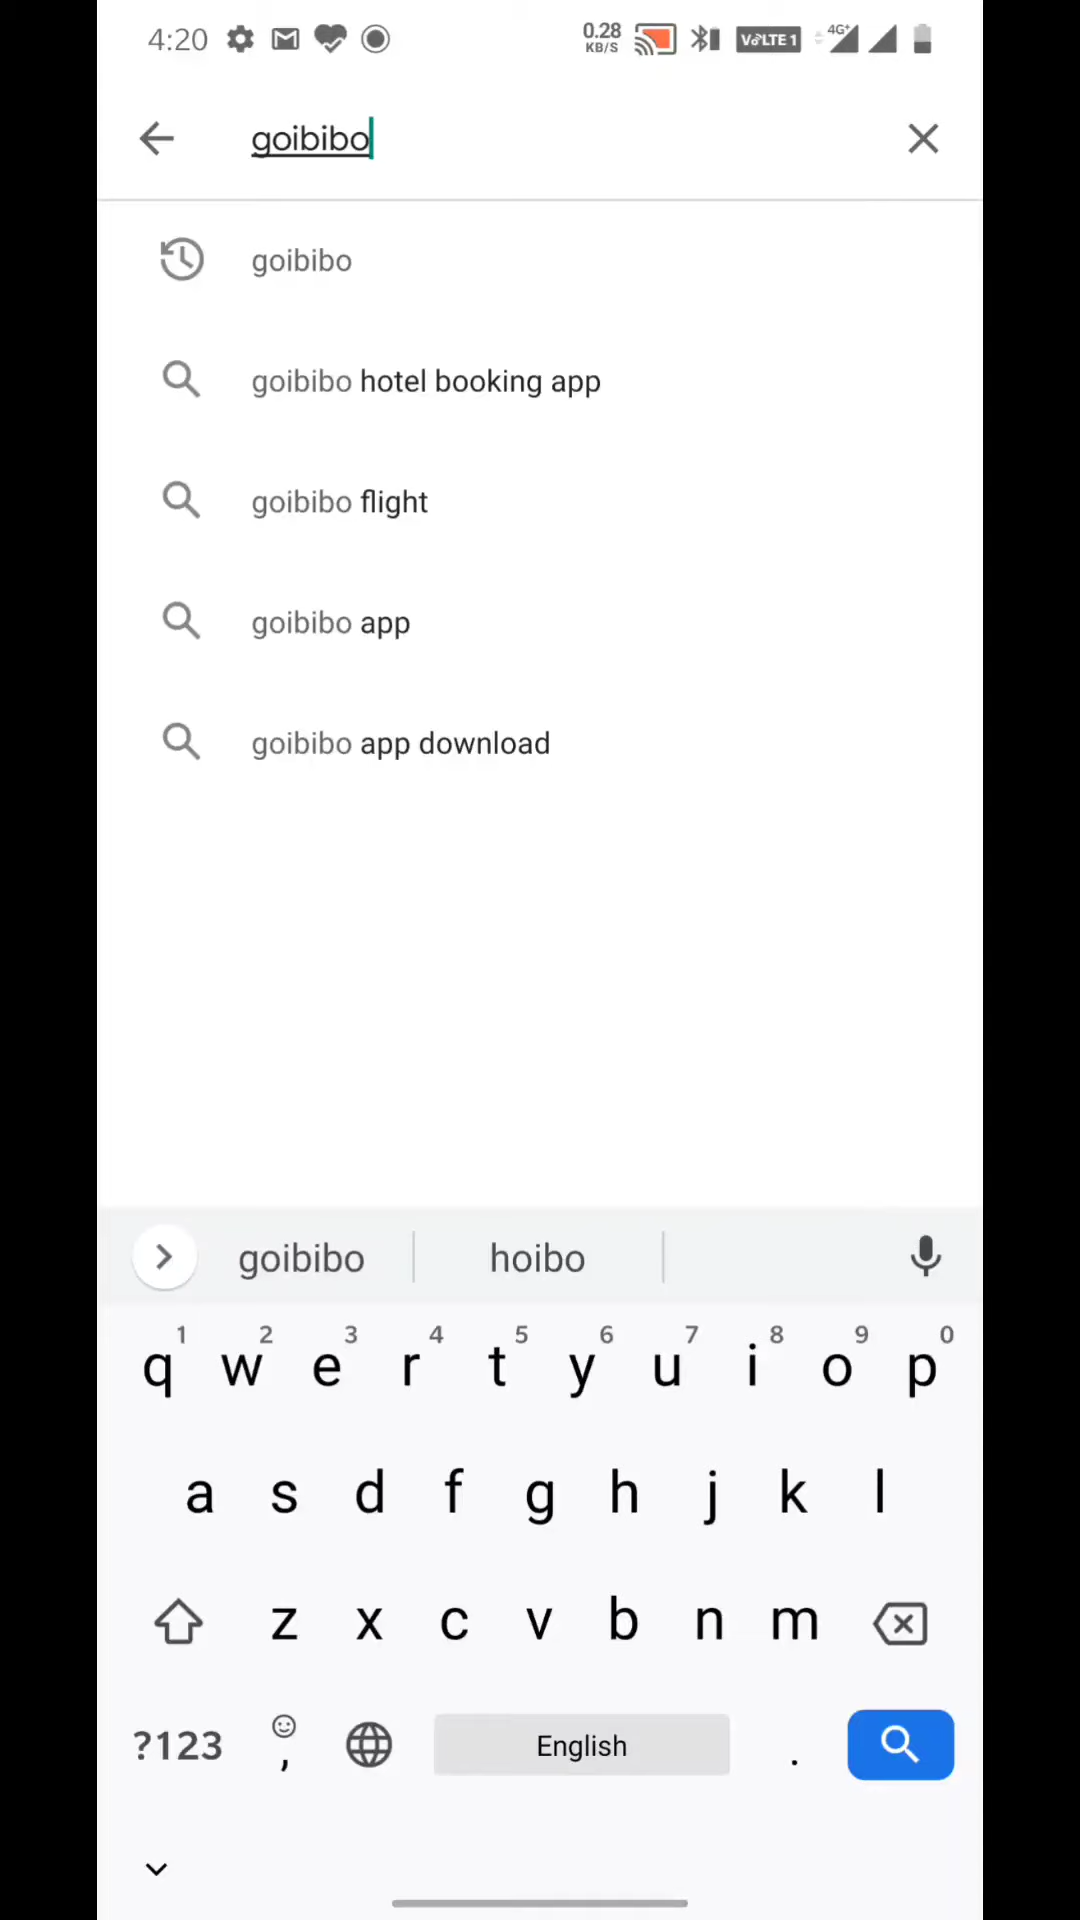 4:20 0.28 KB/S VoLTE 1 4G+
goibibo
goibibo
goibibo hotel booking app
goibibo flight
goibibo app
goibibo app download
goibibo hoibo
1 2 3 4 5 6 7 8 9 0
q w e r t y u i o p
a s d f g h j k l
z x c v b n m
?123 , English .